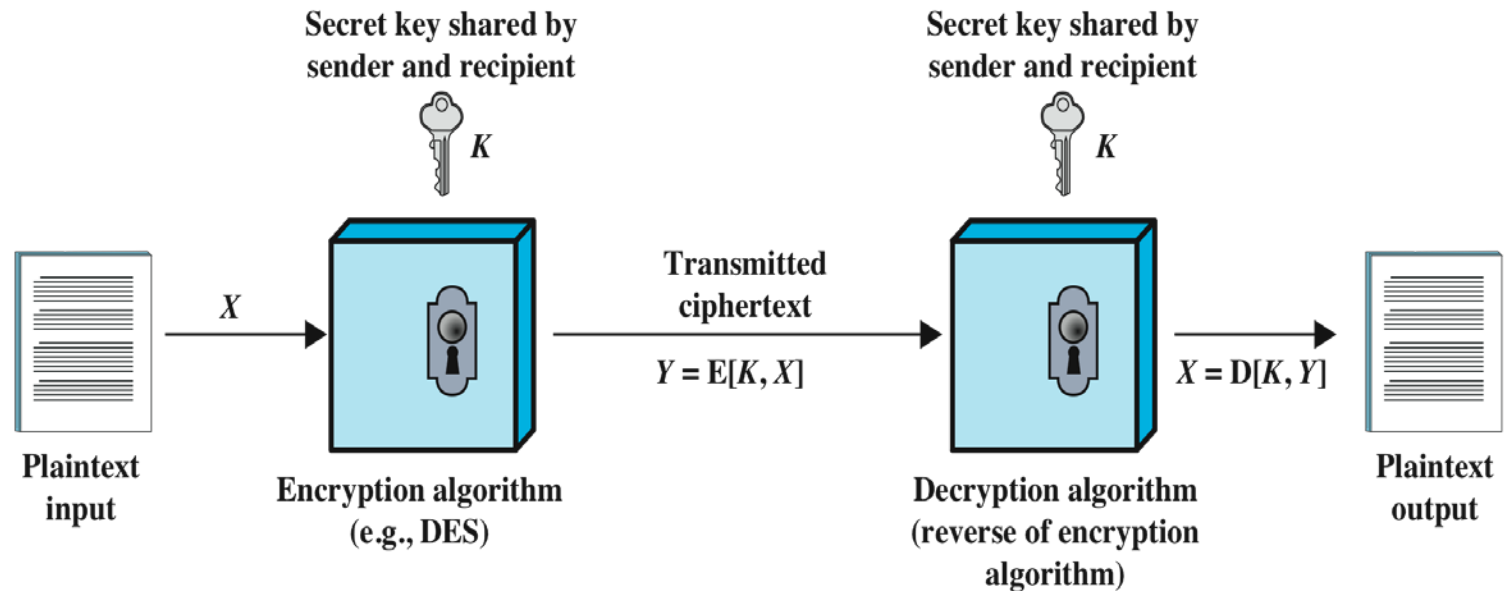 Secret key shared by
sender and recipient
K
Secret key shared by
sender and recipient
K
Plaintext
input
X
Encryption algorithm
(e.g., DES)
Transmitted
ciphertext
Y = E[K, X]
Decryption algorithm
(reverse of encryption
algorithm)
X = D[K, Y]
Plaintext
output